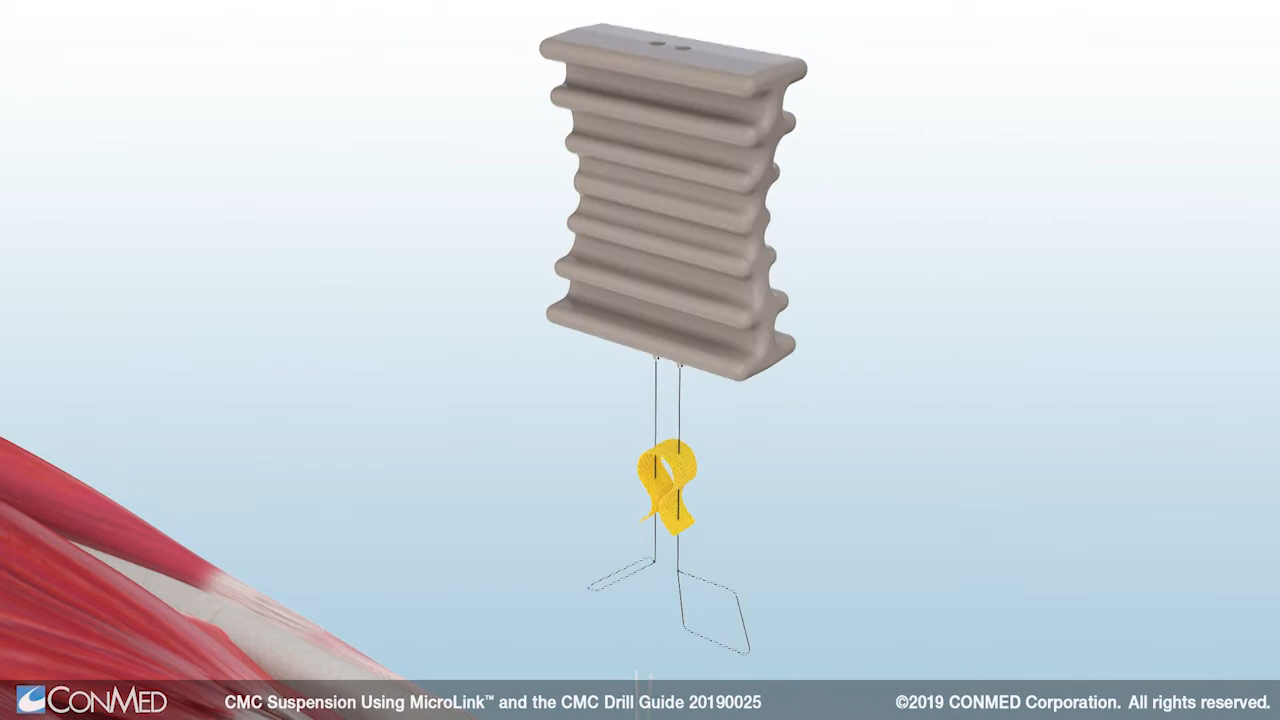 CONMED
CMC Suspension Using MicroLink™ and the CMC Drill Guide 20190025
©2019 CONMED Corporation. All rights reserved.